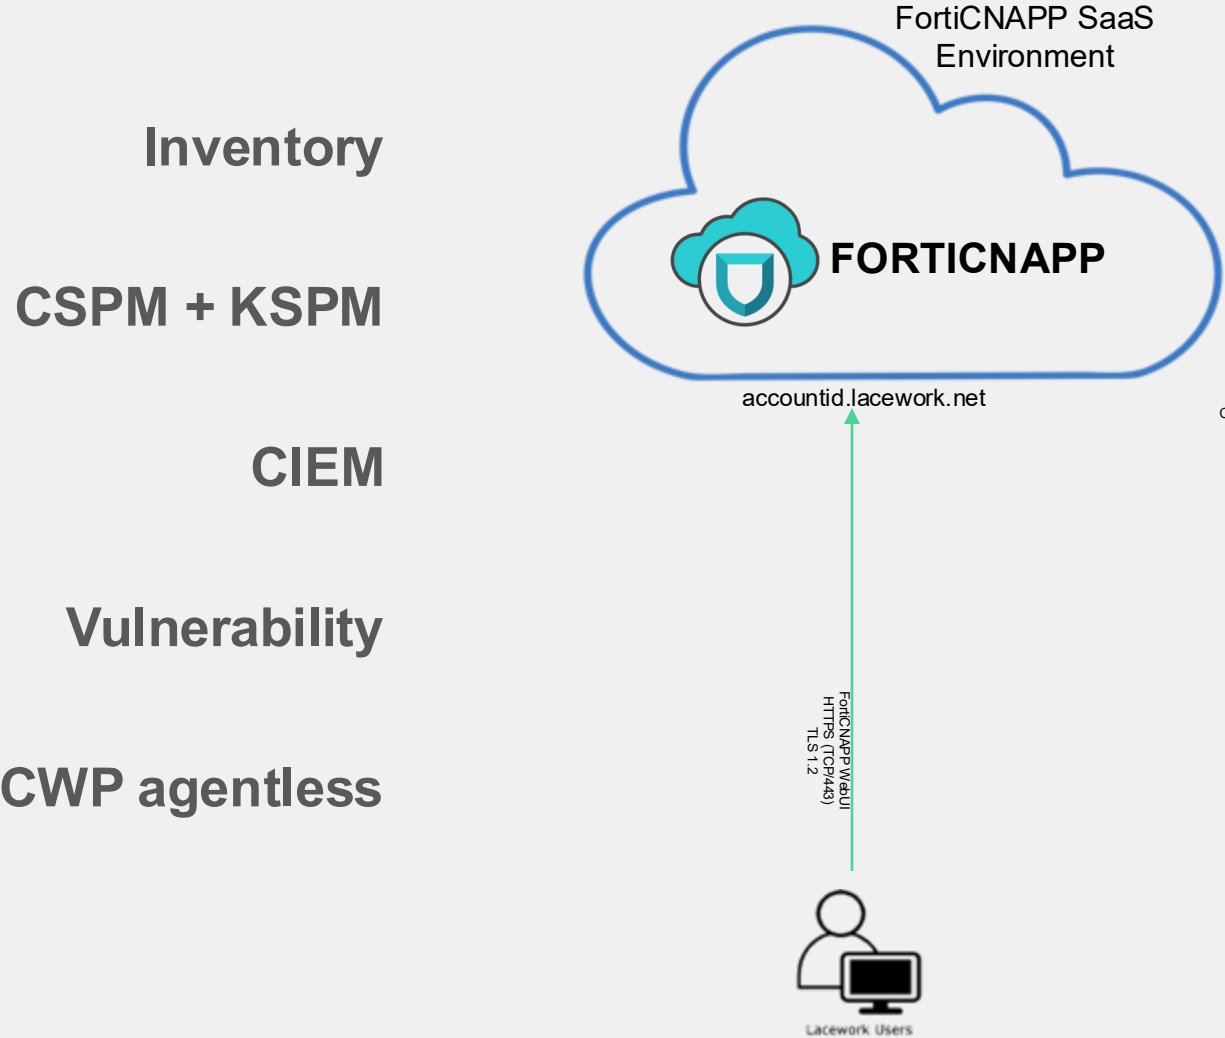 FortiCNAPP SaaS
Environment
Inventory
FORTICNAPP
CSPM + KSPM
accountid.lacework.net
CIEM
Vulnerability
FortiCNAPP WebUI
HTTPS (TCP/443)
TLS 1.2
CWP agentless
Lacework Users